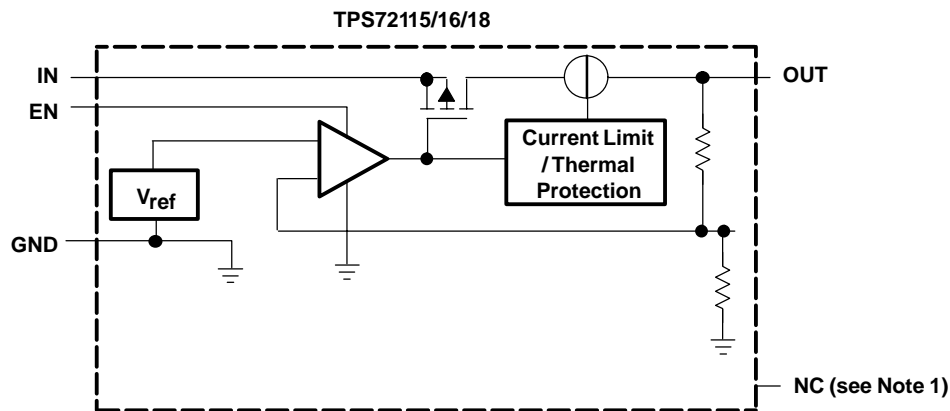 TPS72115/16/18
IN
OUT
EN
Current Limit
/ Thermal
Protection
Vref
GND
NC (see Note 1)